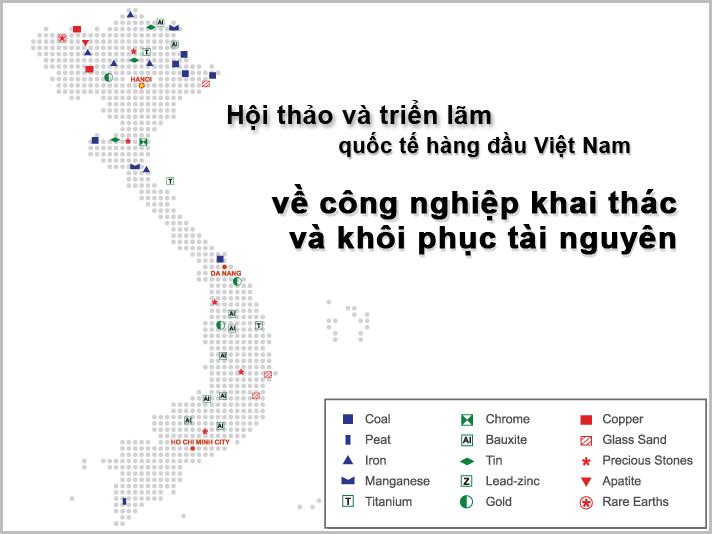 HANOI
Hội thảo và triển lãm
quốc tế hàng đầu Việt Nam
về công nghiệp khai thác
và khôi phục tài nguyên
DA NANG
HO CHI MINH CITY
Coal
Peat
Iron
Manganese
T Titanium
Chrome
Al Bauxite
Tin
Z Lead-zinc
Gold
Copper
Glass Sand
Precious Stones
Apatite
Rare Earths